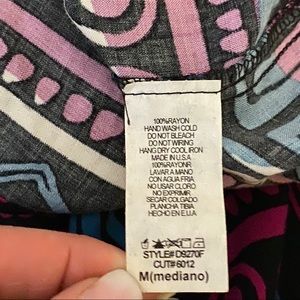 100%RAYON
HAND WASH COLD
DO NOT BLEACH
DO NOT WIRING
HANG DRY COOL IRON
MADE IN U.S.A
100%RAYONR
LAVAR A MANO
CON AGUA FRIA
NO USAR CLORO
NO EXPRIMIR
SECAR COLGADO
PLANCHA TIBIA
HECHO EN E.U.A
STYLE# D9270F
CUT# 6012
M(mediano)